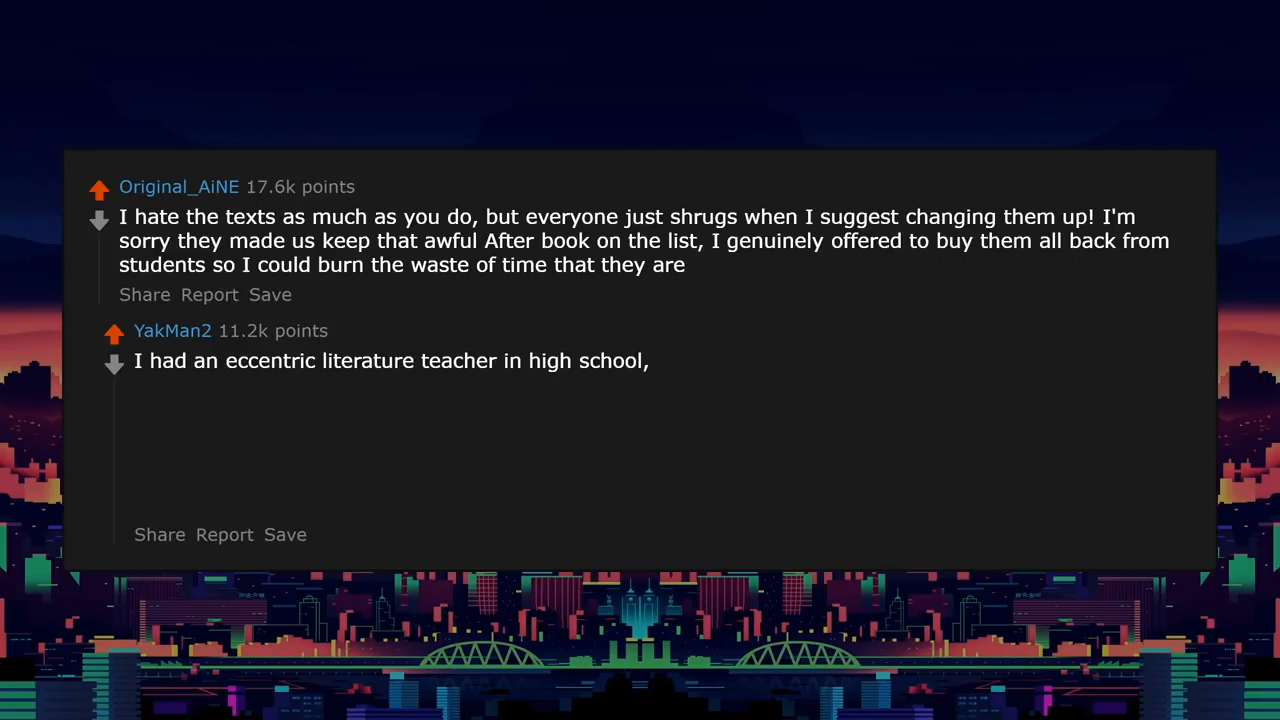 Original_AiNE 17.6k points
I hate the texts as much as you do, but everyone just shrugs when I suggest changing them up! I'm
sorry they made us keep that awful After book on the list, I genuinely offered to buy them all back from
students so I could burn the waste of time that they are
Share Report Save
YakMan2 11.2k points
I had an eccentric literature teacher in high school,
Share Report Save